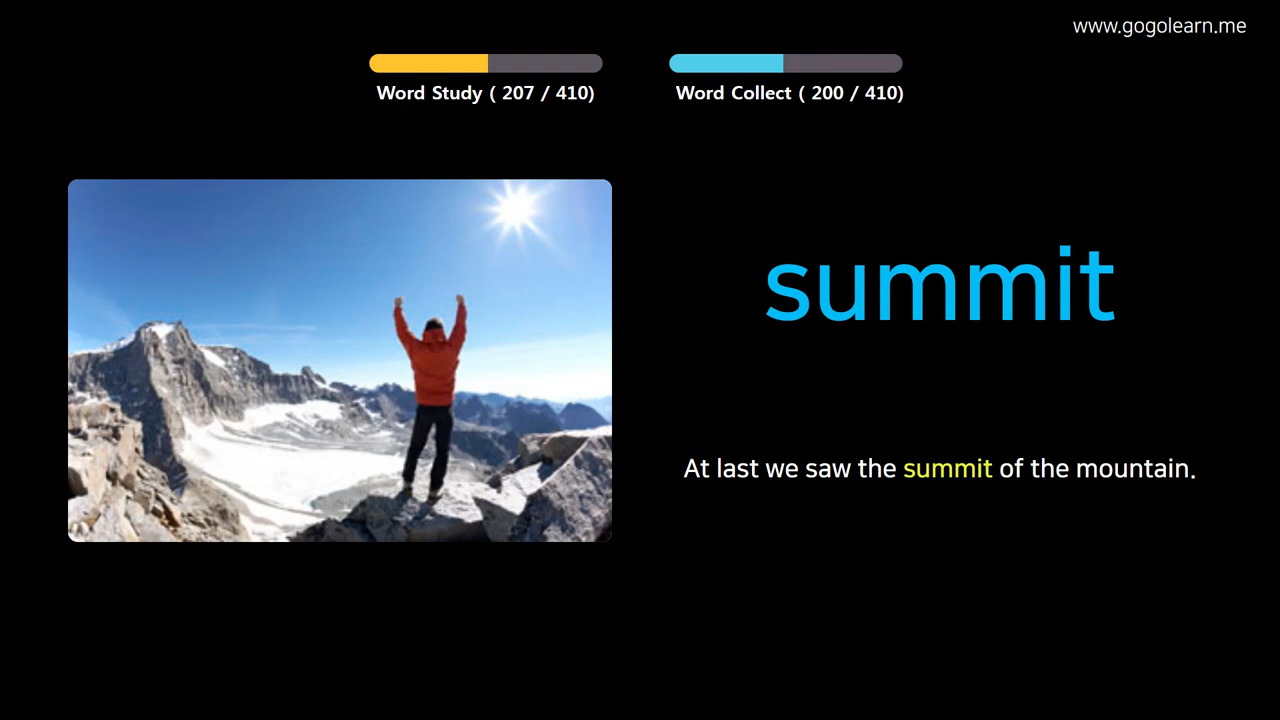 www.gogolearn.me
Word Study ( 207 / 410)
Word Collect ( 200 / 410)
summit
At last we saw the summit of the mountain.